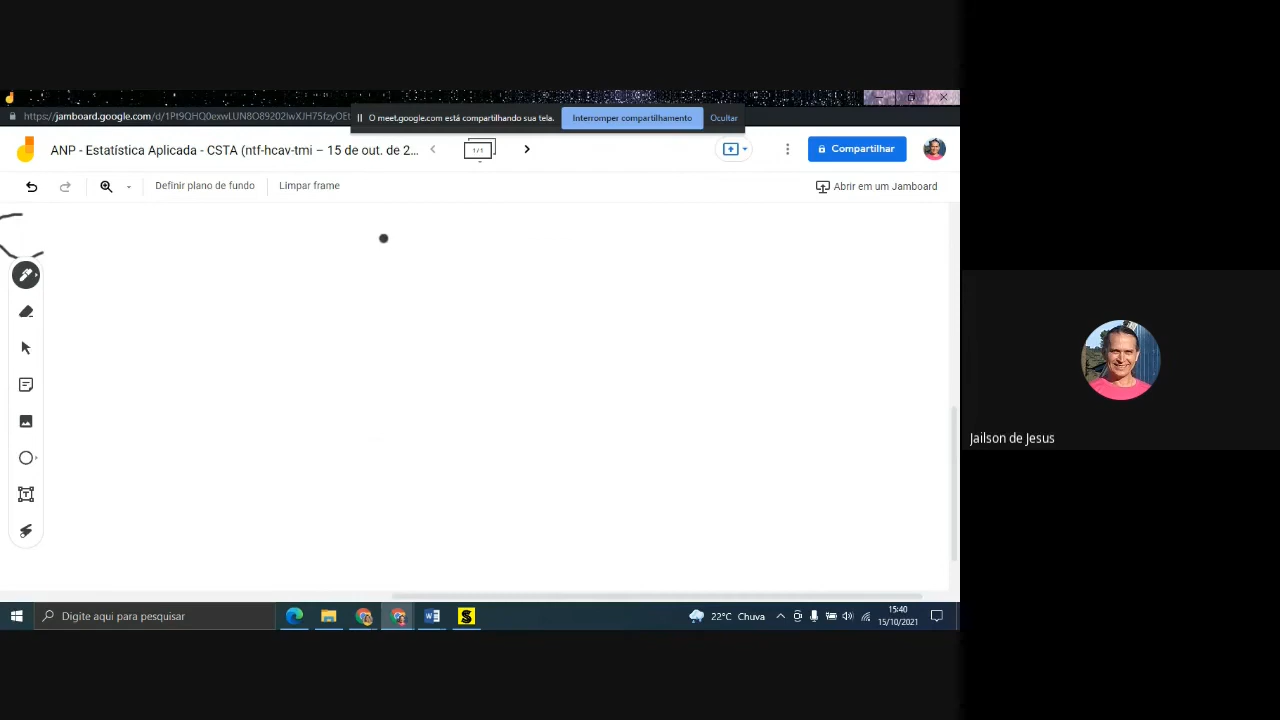 https://jamboard.google.com/d/1Pt9QHQ0exwLUN8O89202IwXJH75fzyOEt
O meet.google.com está compartilhando sua tela.
Interromper compartilhamento
Ocultar
ANP - Estatística Aplicada - CSTA (ntf-hcav-tmi – 15 de out. de 2...
1/1
Compartilhar
Definir plano de fundo
Limpar frame
Abrir em um Jamboard
Jailson de Jesus
Digite aqui para pesquisar
22°C Chuva
15:40
15/10/2021